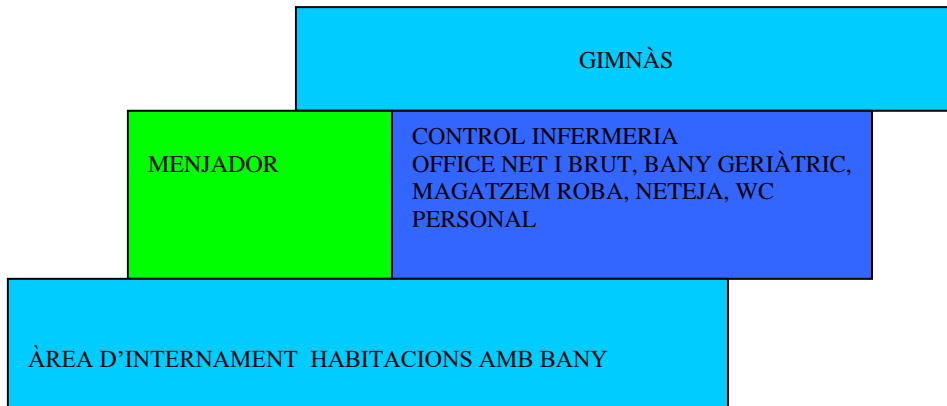 GIMNÀS
MENJADOR
CONTROL INFERMERIA
OFFICE NET I BRUT, BANY GERIÀTRIC,
MAGATZEM ROBA, NETEJA, WC
PERSONAL
ÀREA D’INTERNAMENT  HABITACIONS AMB BANY